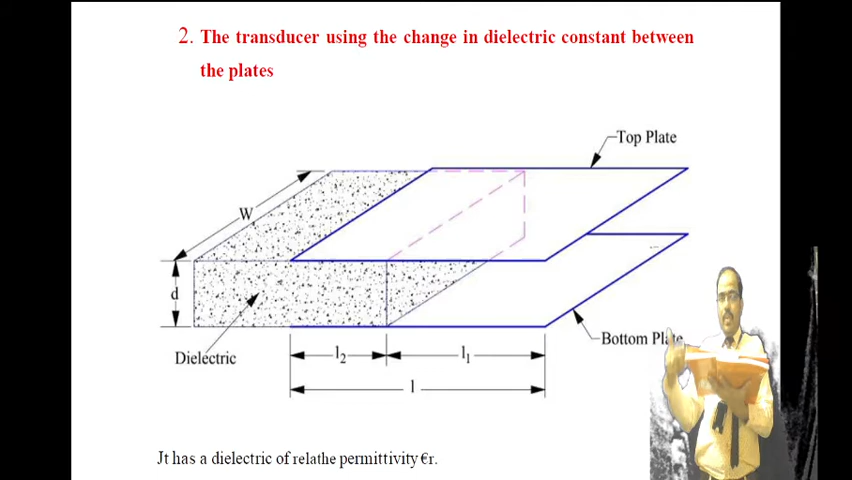 2. The transducer using the change in dielectric constant between
the plates
Top Plate
W
d
Dielectric
l2
l1
Bottom Plate
l
Jt has a dielectric of relathe permittivity €r.